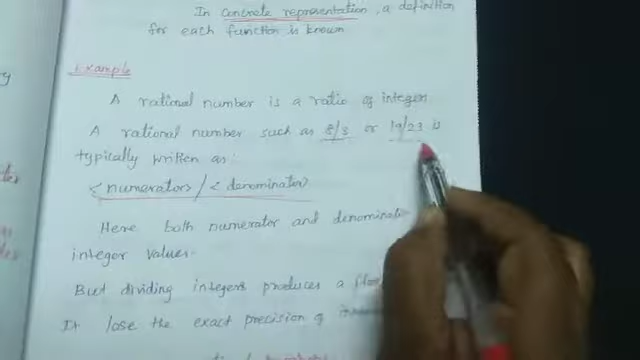 In concrete representation, a definition
for each function is known
Example
A rational number is a ratio of integers
A rational number such as 8/3 or 19/23 is
typically written as:
<numerators>/<denominator>
Here both numerator and
integer values.
But dividing integers produces a
It lose the exact precision of